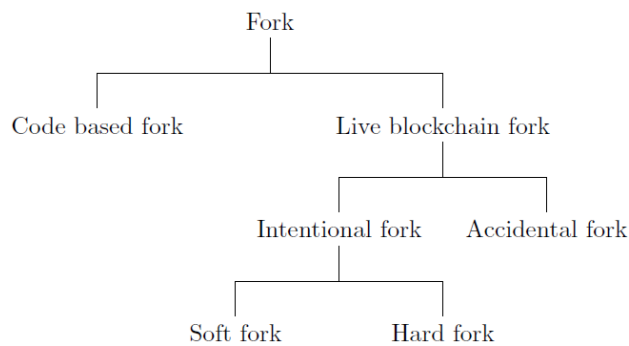 Fork
Code based fork
Live blockchain fork
Intentional fork
Accidental fork
Soft fork
Hard fork